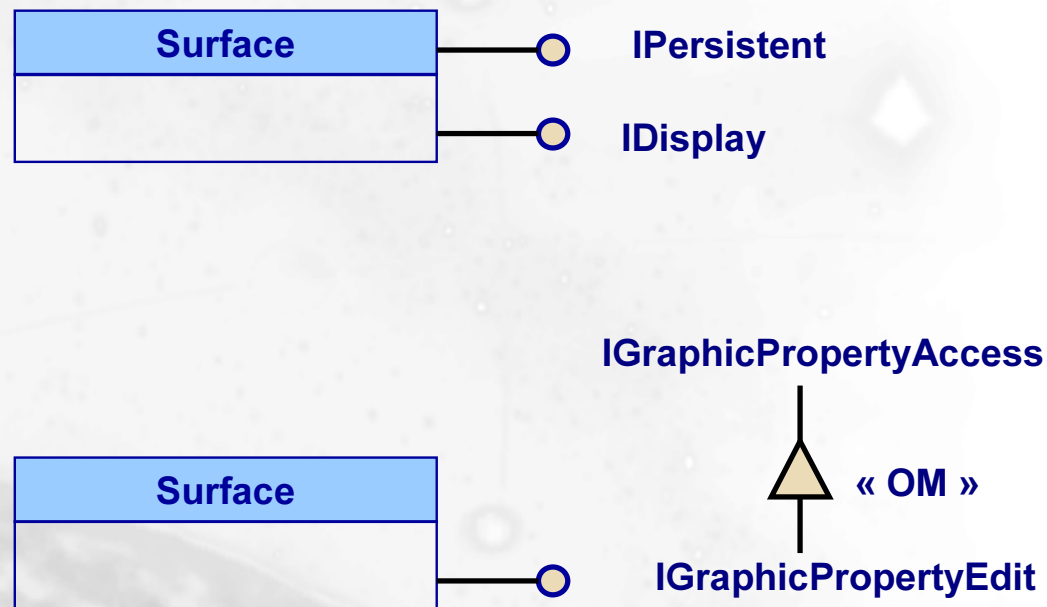 Surface
IPersistent
IDisplay
IGraphicPropertyAccess
Surface
« OM »
IGraphicPropertyEdit